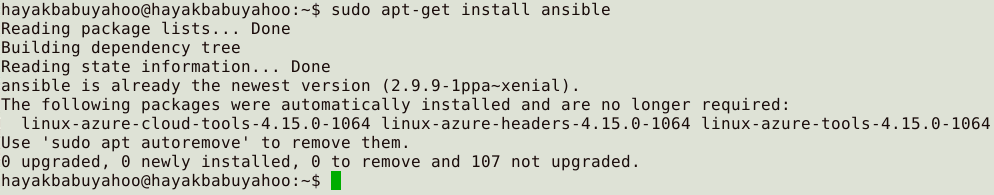 hayakbabuyahoo@hayakbabuyahoo:~$ sudo apt-get install ansible
Reading package lists... Done
Building dependency tree
Reading state information... Done
ansible is already the newest version (2.9.9-1ppa~xenial).
The following packages were automatically installed and are no longer required:
  linux-azure-cloud-tools-4.15.0-1064 linux-azure-headers-4.15.0-1064 linux-azure-tools-4.15.0-1064
Use 'sudo apt autoremove' to remove them.
0 upgraded, 0 newly installed, 0 to remove and 107 not upgraded.
hayakbabuyahoo@hayakbabuyahoo:~$